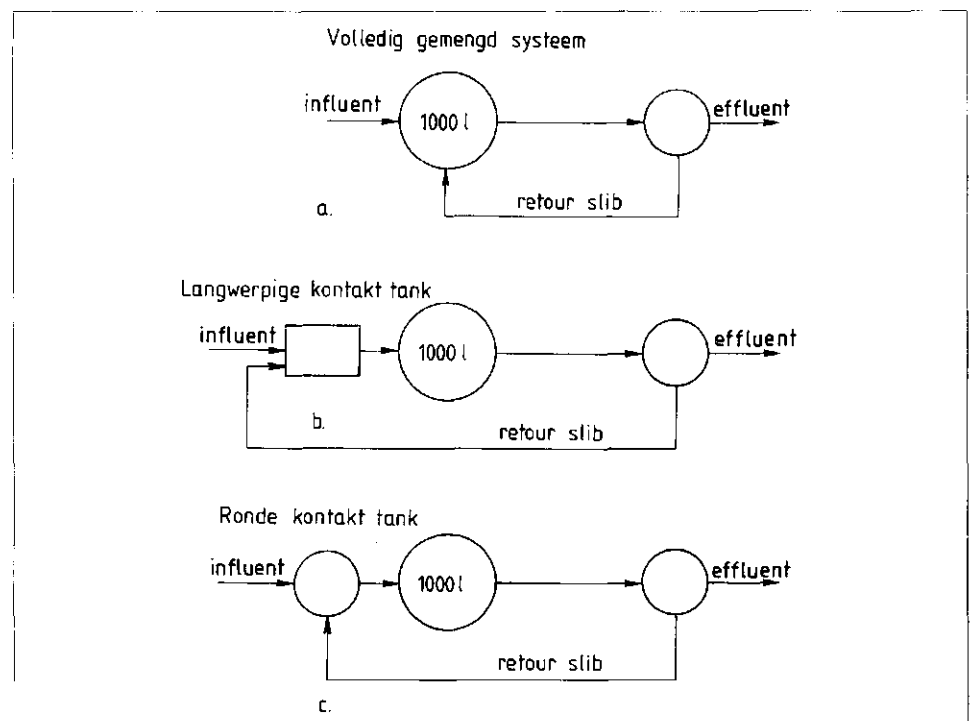 Volledig gemengd systeem
influent
1000 l
effluent
retour slib
a.
Langwerpige kontakt tank
influent
1000 l
effluent
b.
retour slib
Ronde kontakt tank
influent
1000 l
effluent
retour slib
c.